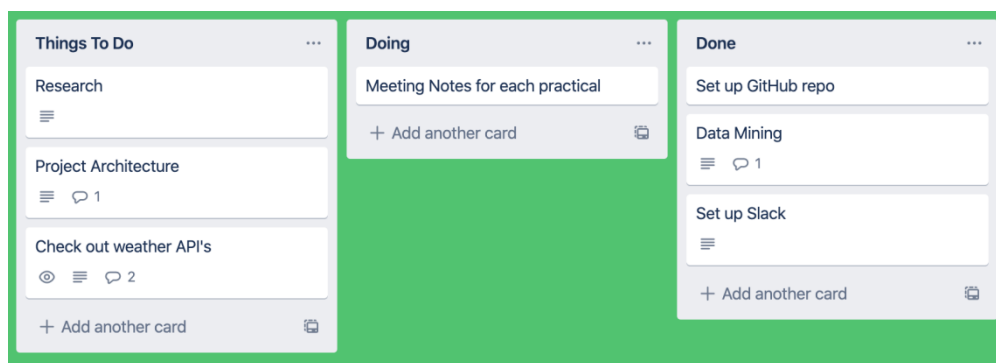 Things To Do
Research
Project Architecture
1
Check out weather API's
2
+ Add another card
Doing
Meeting Notes for each practical
+ Add another card
Done
Set up GitHub repo
Data Mining
1
Set up Slack
+ Add another card